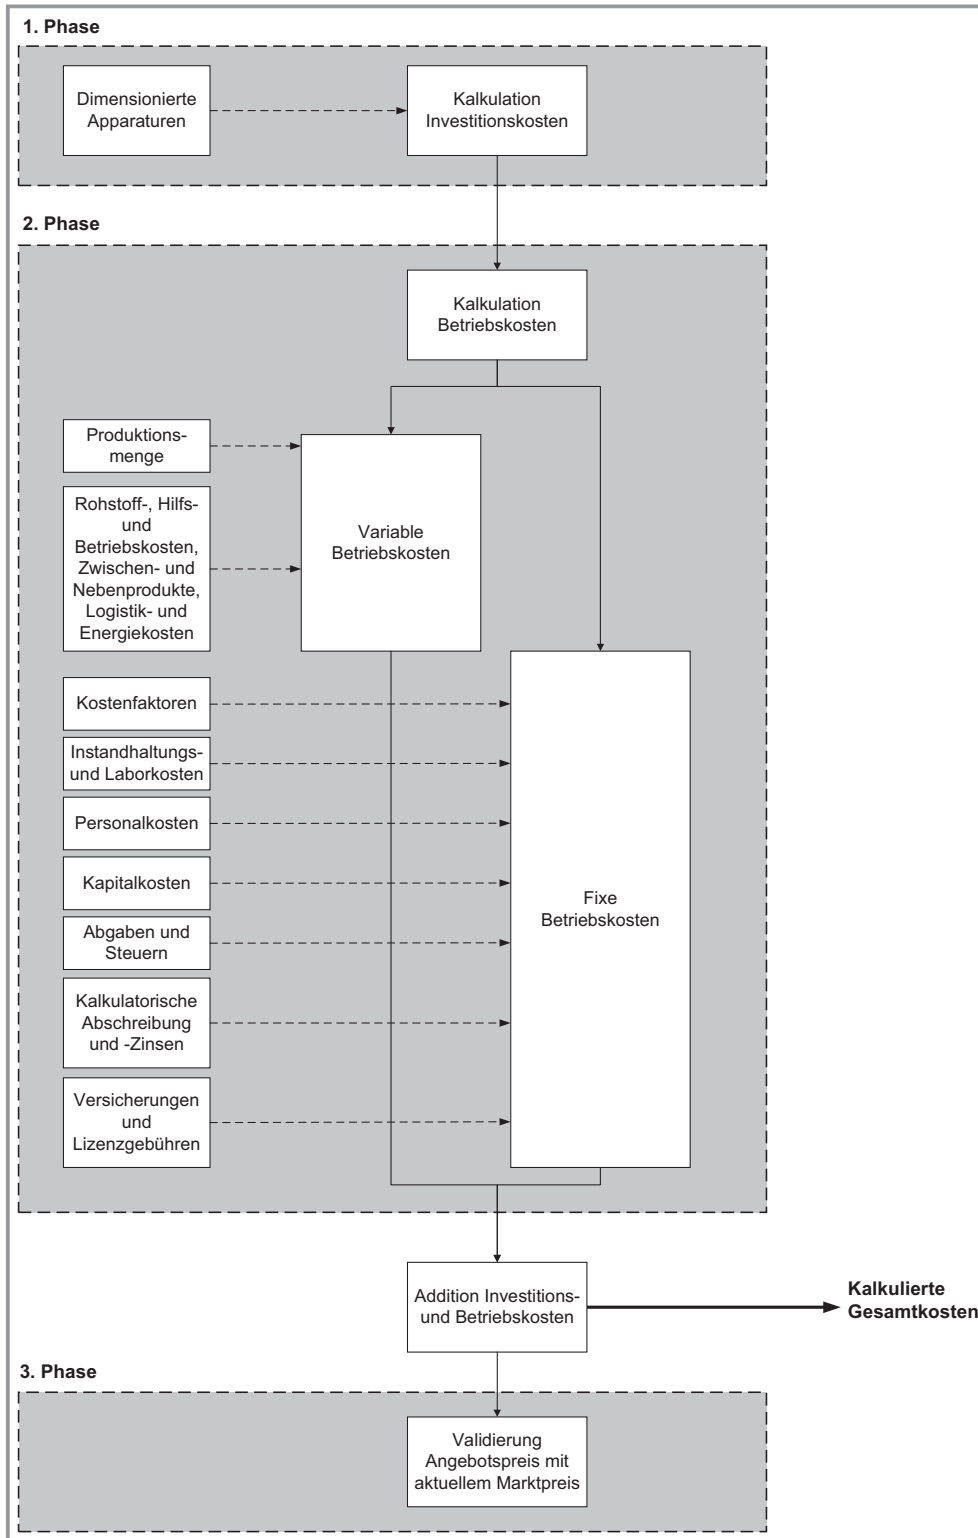 1. Phase
Dimensionierte
Apparaturen
Kalkulation
Investitionskosten
2. Phase
Kalkulation
Betriebskosten
Produktions-
menge
Rohstoff-, Hilfs-
und
Betriebskosten,
Zwischen- und
Nebenprodukte,
Logistik- und
Energiekosten
Variable
Betriebskosten
Kostenfaktoren
Instandhaltungs-
und Laborkosten
Personalkosten
Kapitalkosten
Abgaben und
Steuern
Kalkulatorische
Abschreibung
und -Zinsen
Versicherungen
und
Lizenzgebühren
Fixe
Betriebskosten
Addition Investitions-
und Betriebskosten
Kalkulierte
Gesamtkosten
3. Phase
Validierung
Angebotspreis mit
aktuellem Marktpreis